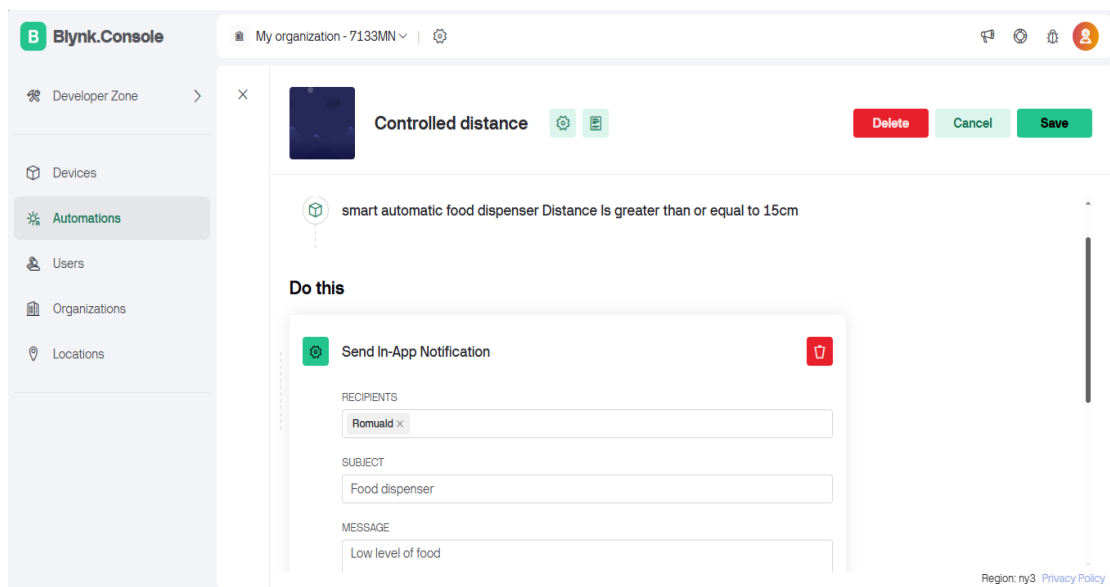 B Blynk.Console
My organization - 7133MN
Developer Zone
Devices
Automations
Users
Organizations
Locations
Controlled distance
Delete
Cancel
Save
smart automatic food dispenser Distance Is greater than or equal to 15cm
Do this
Send In-App Notification
RECIPIENTS
Romuald ×
SUBJECT
Food dispenser
MESSAGE
Low level of food
Region: ny3 Privacy Policy